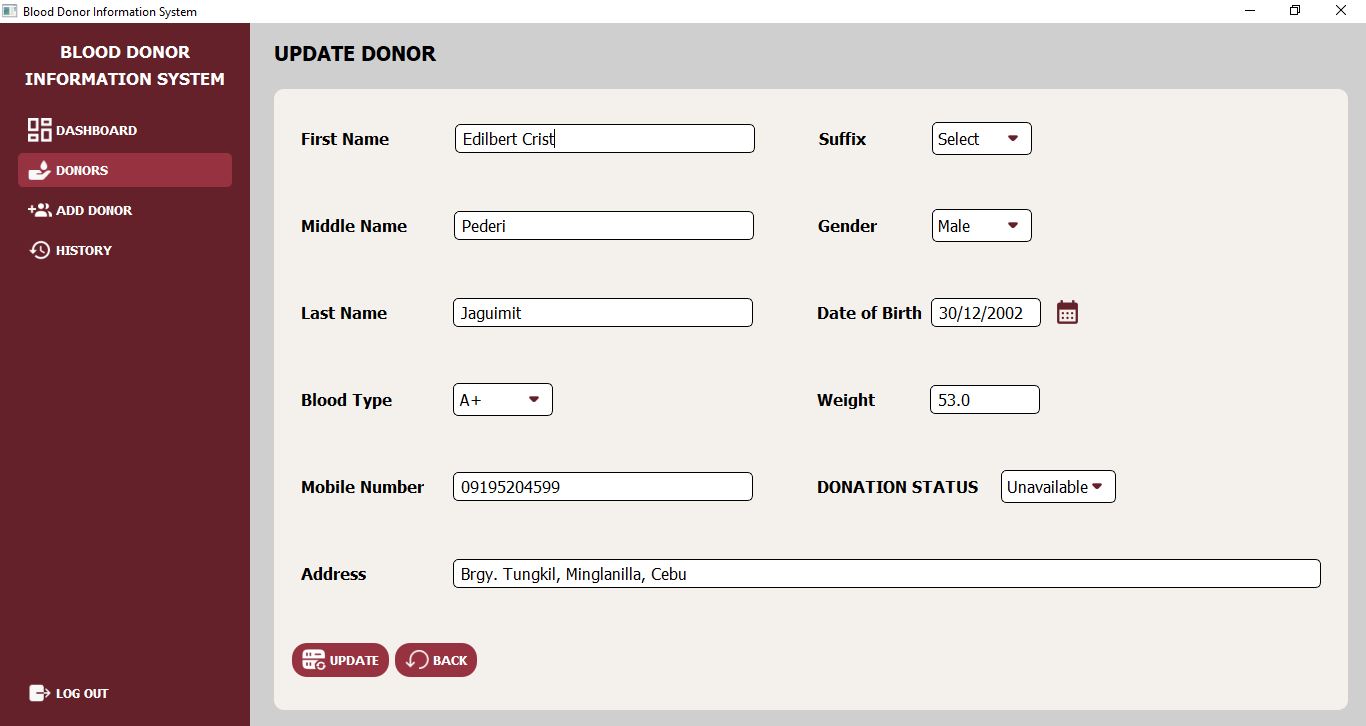 Blood Donor Information System
BLOOD DONOR
INFORMATION SYSTEM
DASHBOARD
DONORS
ADD DONOR
HISTORY
LOG OUT
UPDATE DONOR
First Name Edilbert Crist Suffix Select
Middle Name Pederi Gender Male
Last Name Jaguimit Date of Birth 30/12/2002
Blood Type A+ Weight 53.0
Mobile Number 09195204599 DONATION STATUS Unavailable
Address Brgy. Tungkil, Minglanilla, Cebu
UPDATE BACK